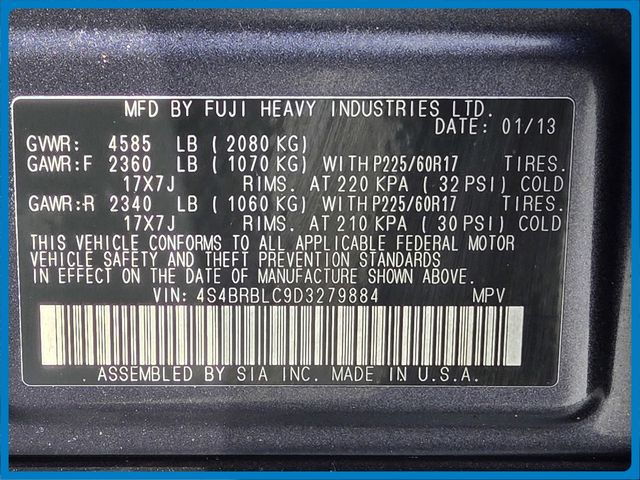 MFD BY FUJI HEAVY INDUSTRIES LTD.
DATE: 01/13
GVWR: 4585 LB ( 2080 KG)
GAWR:F 2360 LB ( 1070 KG) WITH P225/60R17 TIRES.
17X7J RIMS. AT 220 KPA ( 32 PSI) COLD
GAWR:R 2340 LB ( 1060 KG) WITH P225/60R17 TIRES.
17X7J RIMS. AT 210 KPA ( 30 PSI) COLD
THIS VEHICLE CONFORMS TO ALL APPLICABLE FEDERAL MOTOR
VEHICLE SAFETY AND THEFT PREVENTION STANDARDS
IN EFFECT ON THE DATE OF MANUFACTURE SHOWN ABOVE.
VIN: 4S4BRBLC9D3279884 MPV
ASSEMBLED BY SIA INC. MADE IN U.S.A.